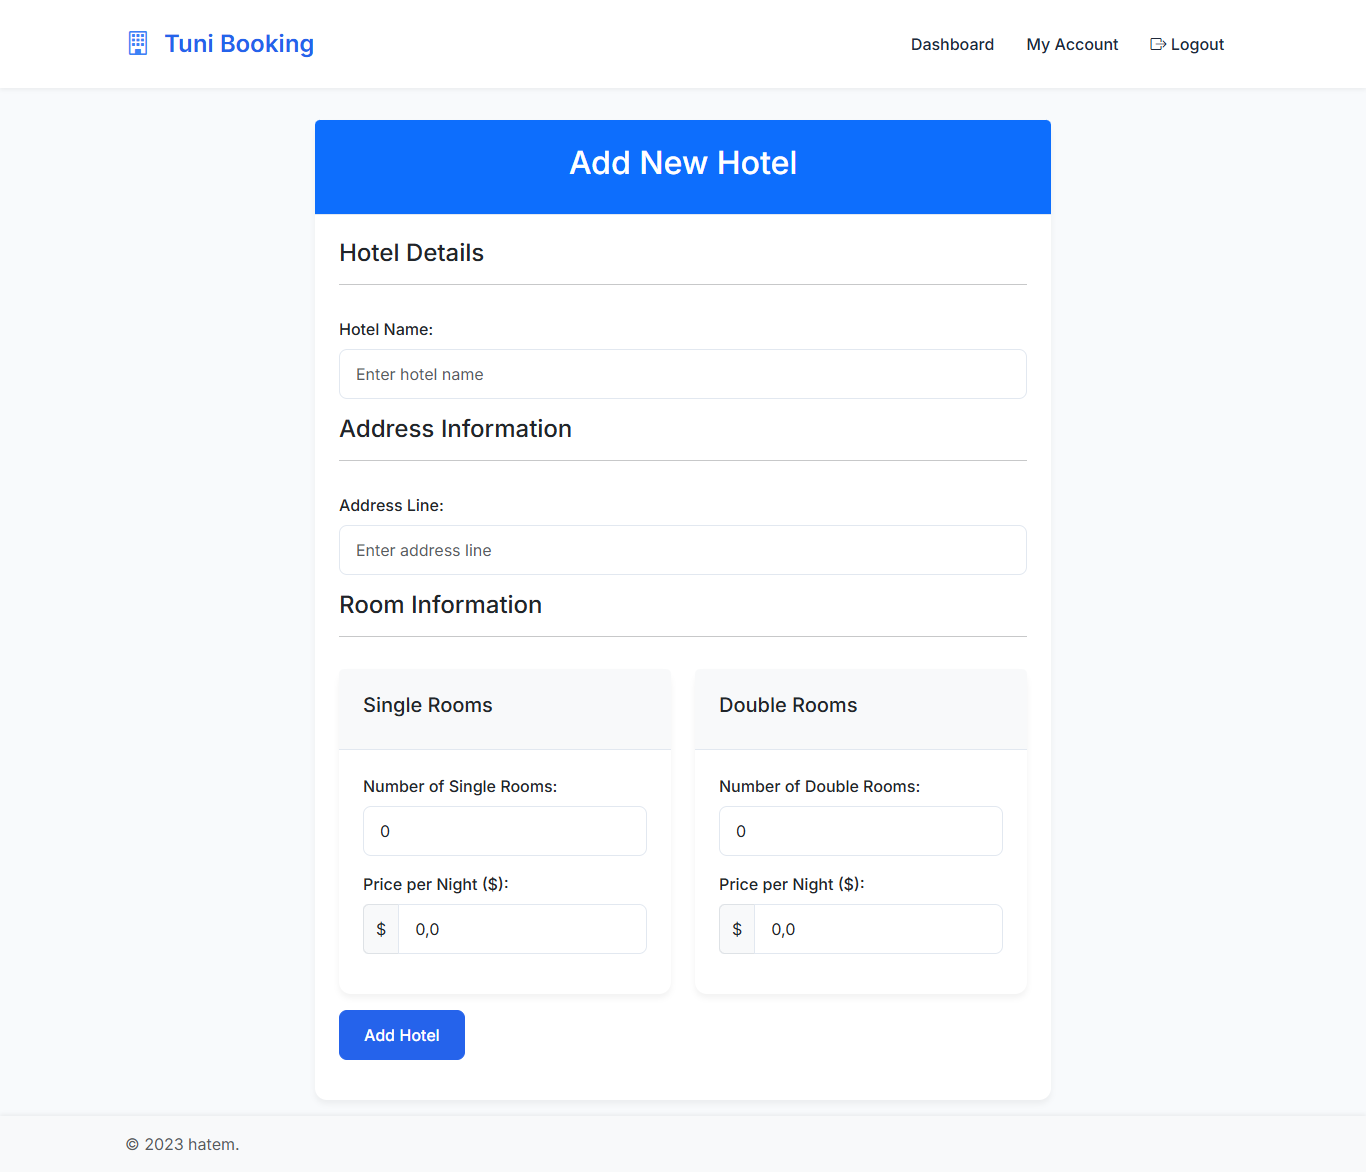 Tuni Booking
Dashboard My Account Logout
Add New Hotel
Hotel Details
Hotel Name:
Enter hotel name
Address Information
Address Line:
Enter address line
Room Information
Single Rooms
Number of Single Rooms:
0
Price per Night ($):
$ 0,0
Double Rooms
Number of Double Rooms:
0
Price per Night ($):
$ 0,0
Add Hotel
© 2023 hatem.